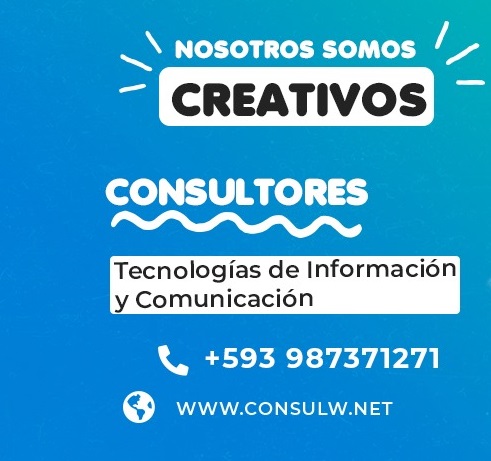 NOSOTROS SOMOS
CREATIVOS
CONSULTORES
Tecnologías de Información
y Comunicación
+593 987371271
WWW.CONSULW.NET